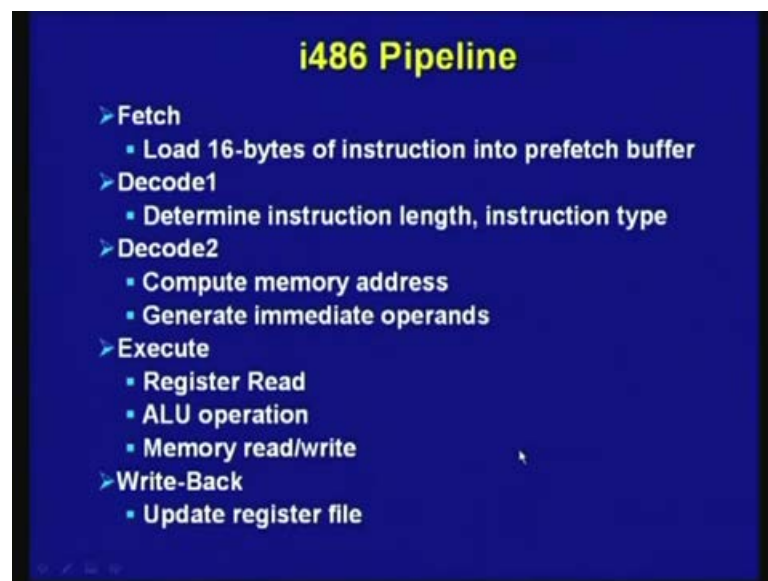 i486 Pipeline
➢Fetch
▪ Load 16-bytes of instruction into prefetch buffer
➢Decode1
▪ Determine instruction length, instruction type
➢Decode2
▪ Compute memory address
▪ Generate immediate operands
➢Execute
▪ Register Read
▪ ALU operation
▪ Memory read/write
➢Write-Back
▪ Update register file